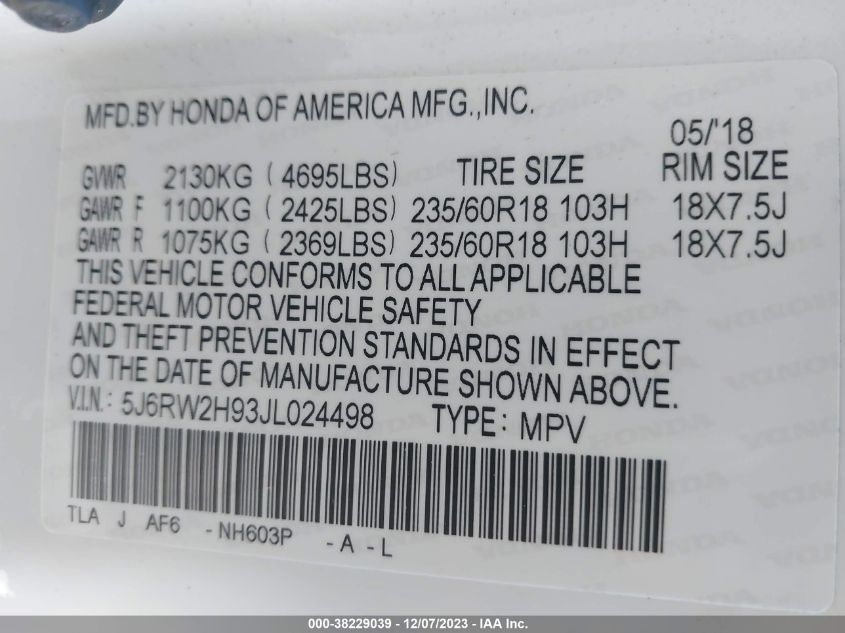 MFD.BY HONDA OF AMERICA MFG.,INC.
05/'18
GVWR 2130KG ( 4695LBS) TIRE SIZE RIM SIZE
GAWR F 1100KG ( 2425LBS) 235/60R18 103H 18X7.5J
GAWR R 1075KG ( 2369LBS) 235/60R18 103H 18X7.5J
THIS VEHICLE CONFORMS TO ALL APPLICABLE
FEDERAL MOTOR VEHICLE SAFETY
AND THEFT PREVENTION STANDARDS IN EFFECT
ON THE DATE OF MANUFACTURE SHOWN ABOVE.
V.I.N.: 5J6RW2H93JL024498 TYPE: MPV
TLA J AF6 -NH603P -A-L
000-38229039 - 12/07/2023 - IAA Inc.